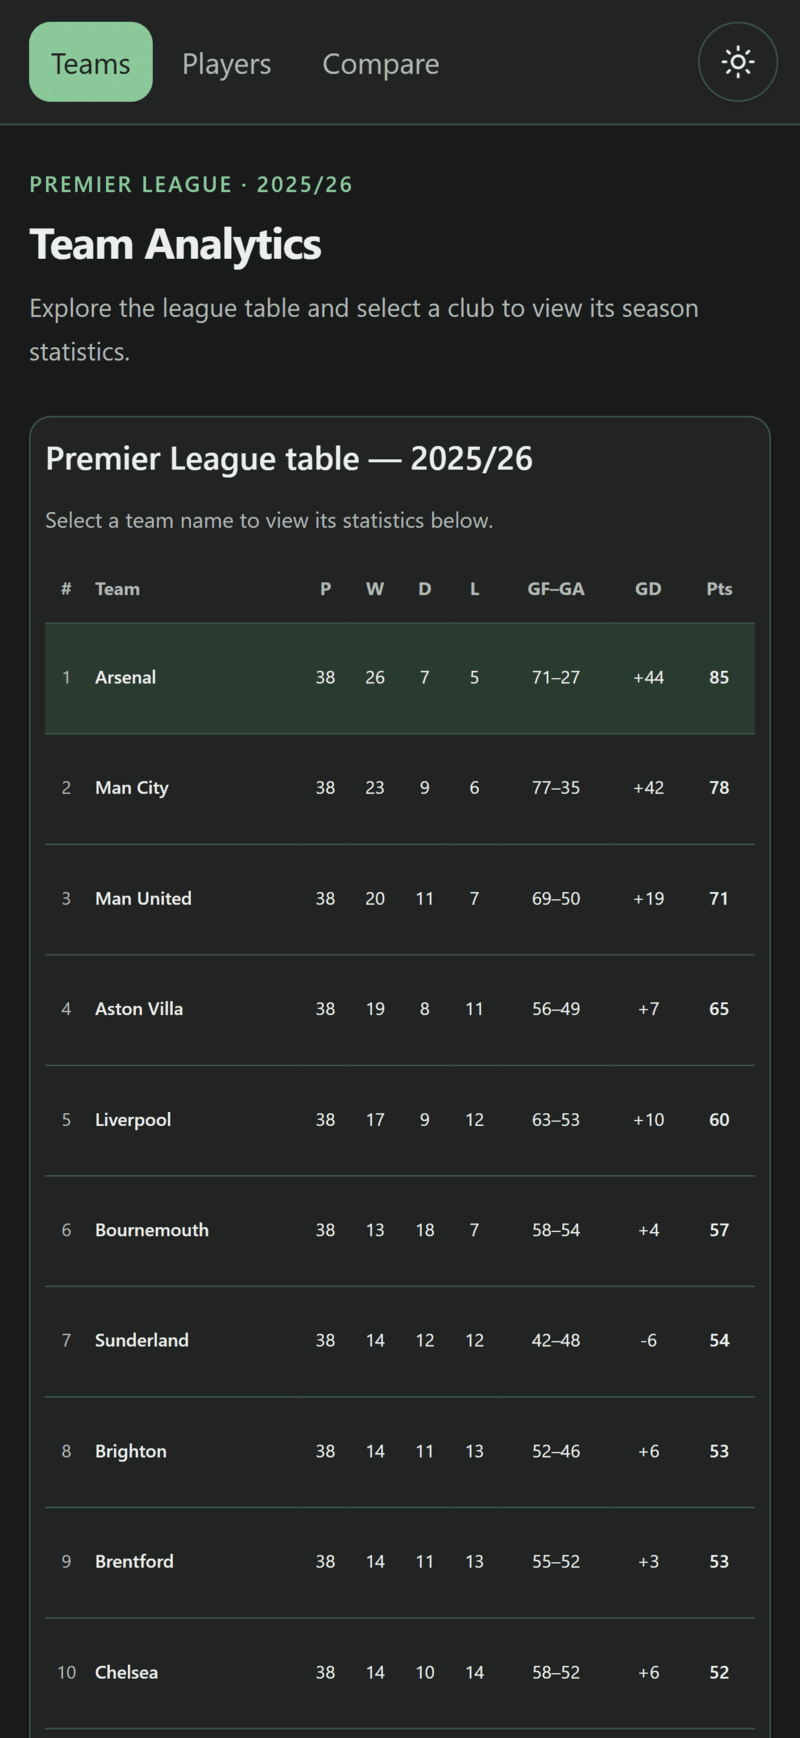 Teams Players Compare
PREMIER LEAGUE · 2025/26
Team Analytics
Explore the league table and select a club to view its season
statistics.
Premier League table — 2025/26
Select a team name to view its statistics below.
# Team P W D L GF–GA GD Pts
1 Arsenal 38 26 7 5 71–27 +44 85
2 Man City 38 23 9 6 77–35 +42 78
3 Man United 38 20 11 7 69–50 +19 71
4 Aston Villa 38 19 8 11 56–49 +7 65
5 Liverpool 38 17 9 12 63–53 +10 60
6 Bournemouth 38 13 18 7 58–54 +4 57
7 Sunderland 38 14 12 12 42–48 -6 54
8 Brighton 38 14 11 13 52–46 +6 53
9 Brentford 38 14 11 13 55–52 +3 53
10 Chelsea 38 14 10 14 58–52 +6 52